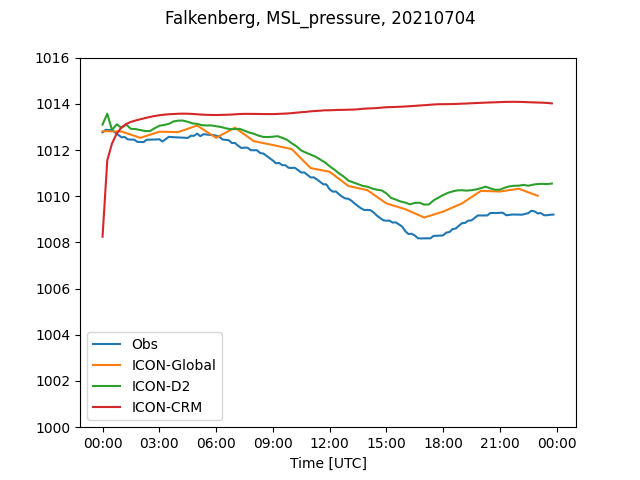 Falkenberg, MSL_pressure, 20210704
1016
1014
1012
1010
1008
1006
1004
1002
1000
Obs
ICON-Global
ICON-D2
ICON-CRM
00:00 03:00 06:00 09:00 12:00 15:00 18:00 21:00 00:00
Time [UTC]